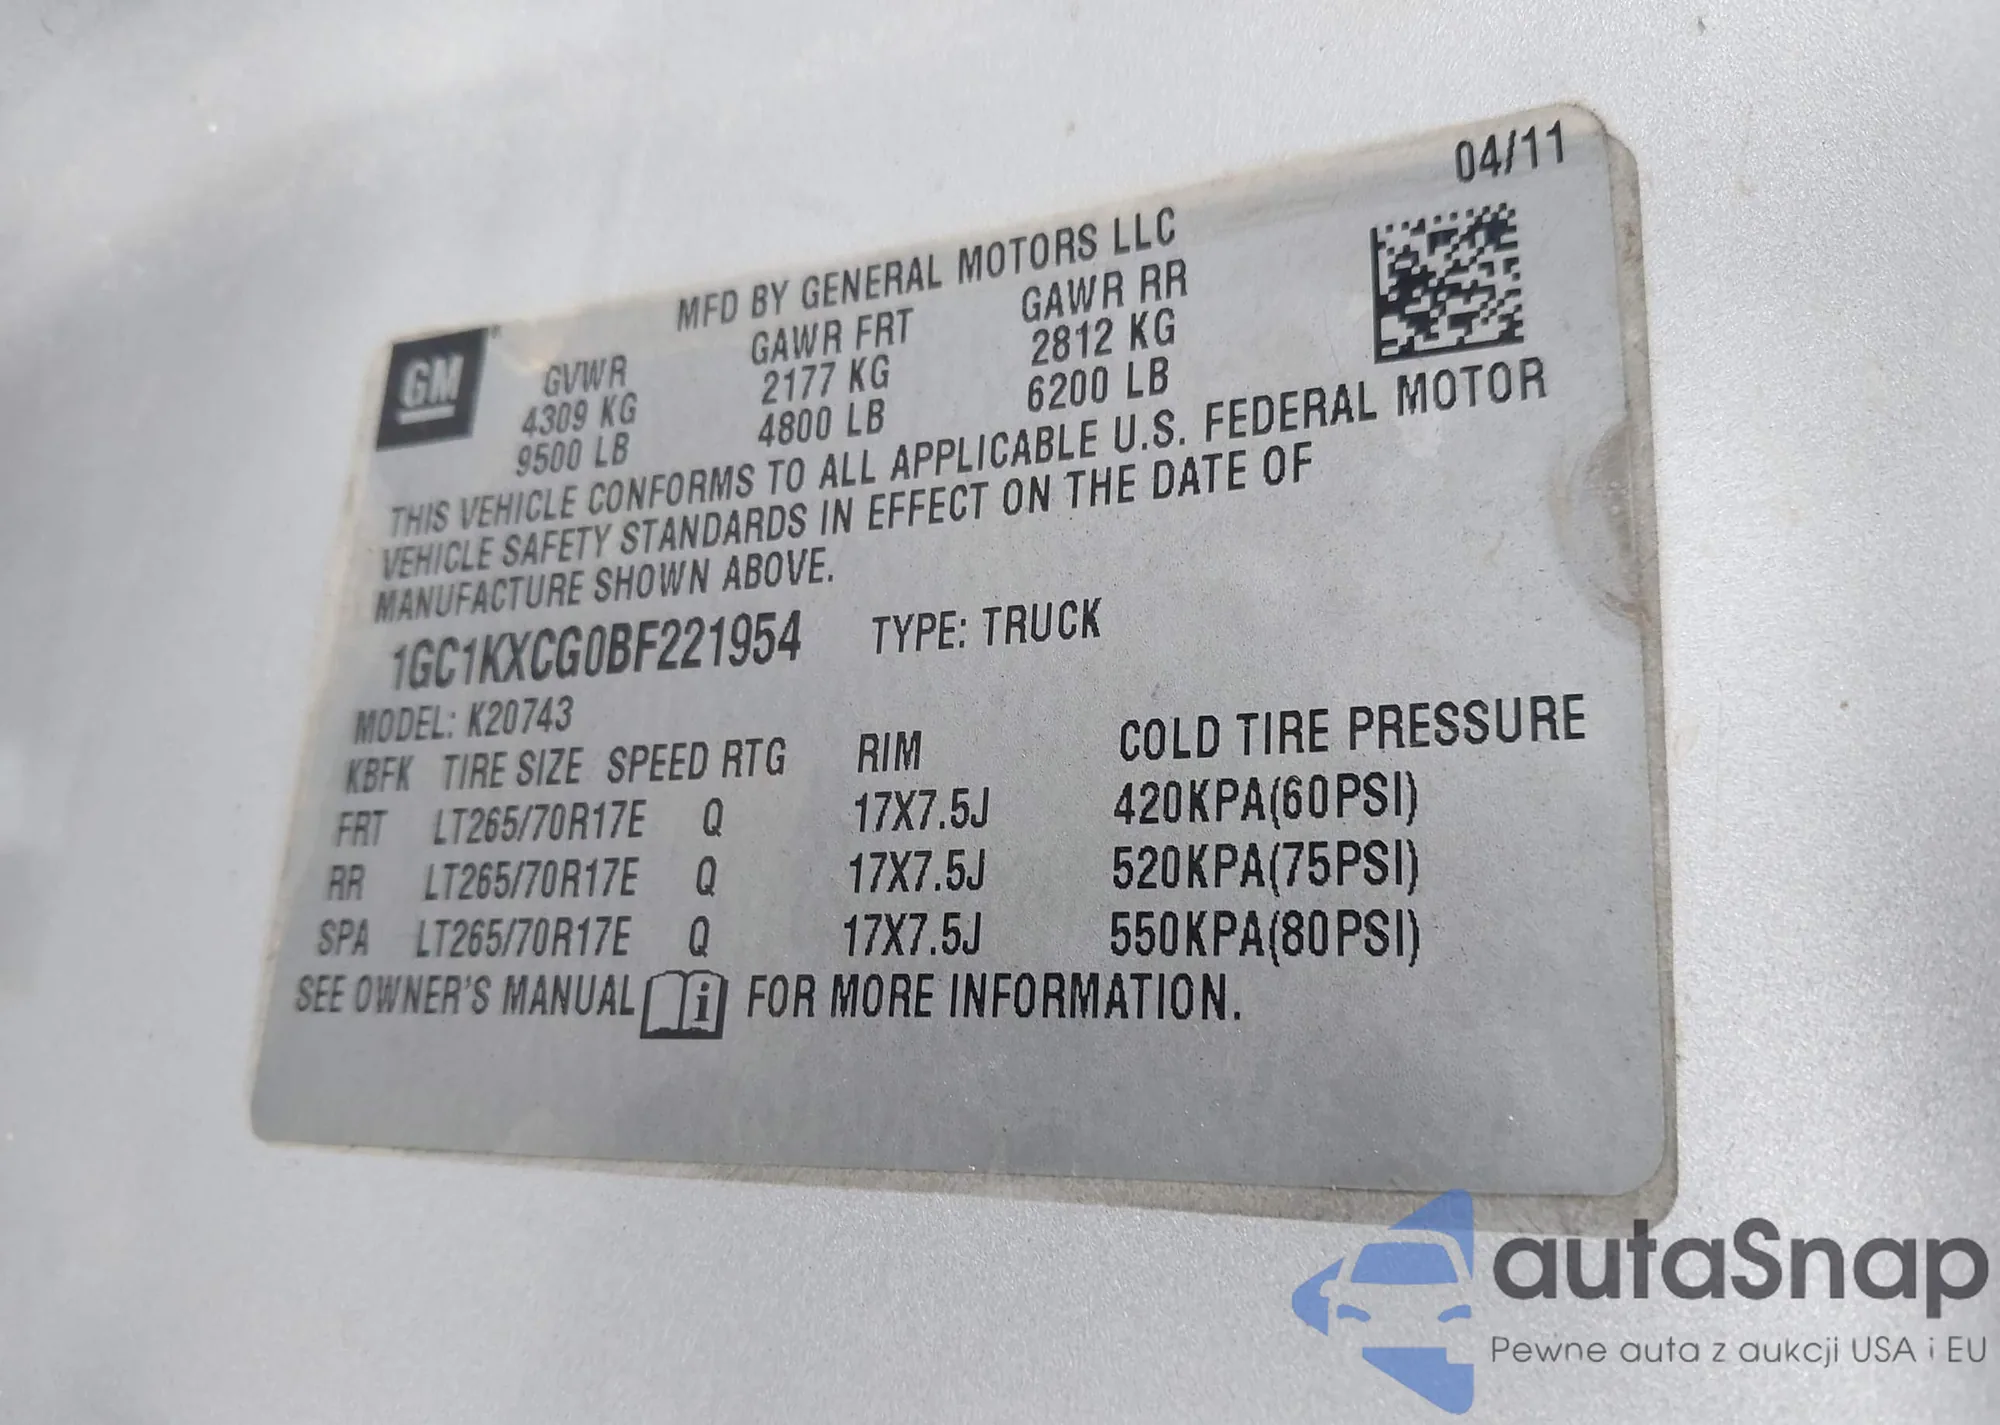 04/11
MFD BY GENERAL MOTORS LLC
GM® GVWR GAWR FRT GAWR RR
4309 KG 2177 KG 2812 KG
9500 LB 4800 LB 6200 LB
THIS VEHICLE CONFORMS TO ALL APPLICABLE U.S. FEDERAL MOTOR
VEHICLE SAFETY STANDARDS IN EFFECT ON THE DATE OF
MANUFACTURE SHOWN ABOVE.
1GC1KXCG0BF221954 TYPE: TRUCK
MODEL: K20743
KBFK TIRE SIZE SPEED RTG RIM COLD TIRE PRESSURE
FRT LT265/70R17E Q 17X7.5J 420KPA(60PSI)
RR LT265/70R17E Q 17X7.5J 520KPA(75PSI)
SPA LT265/70R17E Q 17X7.5J 550KPA(80PSI)
SEE OWNER'S MANUAL i FOR MORE INFORMATION.
autaSnap
Pewne auta z aukcji USA i EU